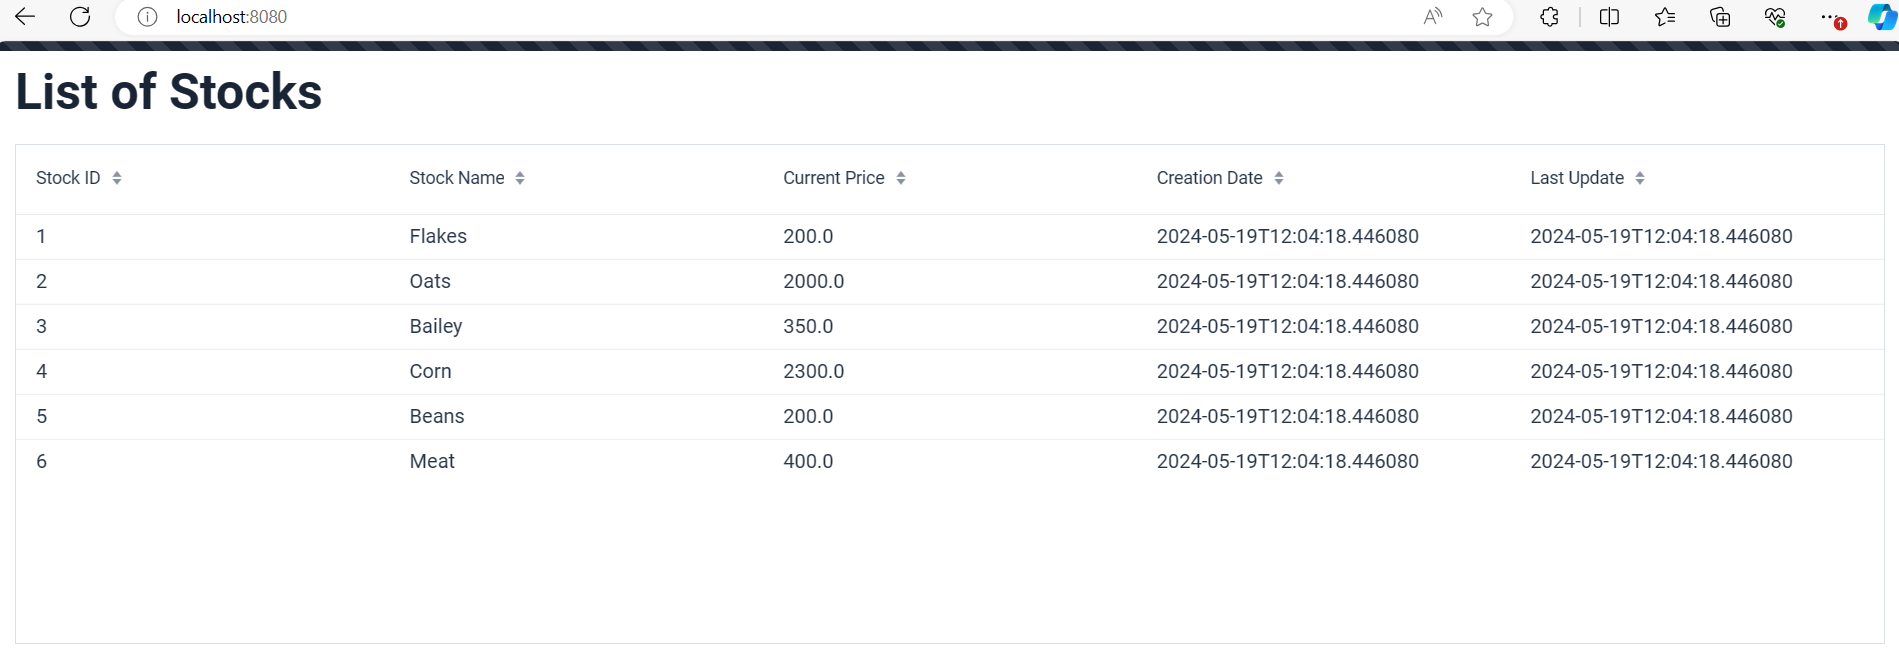 localhost:8080
List of Stocks
Stock ID Stock Name Current Price Creation Date Last Update
1 Flakes 200.0 2024-05-19T12:04:18.446080 2024-05-19T12:04:18.446080
2 Oats 2000.0 2024-05-19T12:04:18.446080 2024-05-19T12:04:18.446080
3 Bailey 350.0 2024-05-19T12:04:18.446080 2024-05-19T12:04:18.446080
4 Corn 2300.0 2024-05-19T12:04:18.446080 2024-05-19T12:04:18.446080
5 Beans 200.0 2024-05-19T12:04:18.446080 2024-05-19T12:04:18.446080
6 Meat 400.0 2024-05-19T12:04:18.446080 2024-05-19T12:04:18.446080